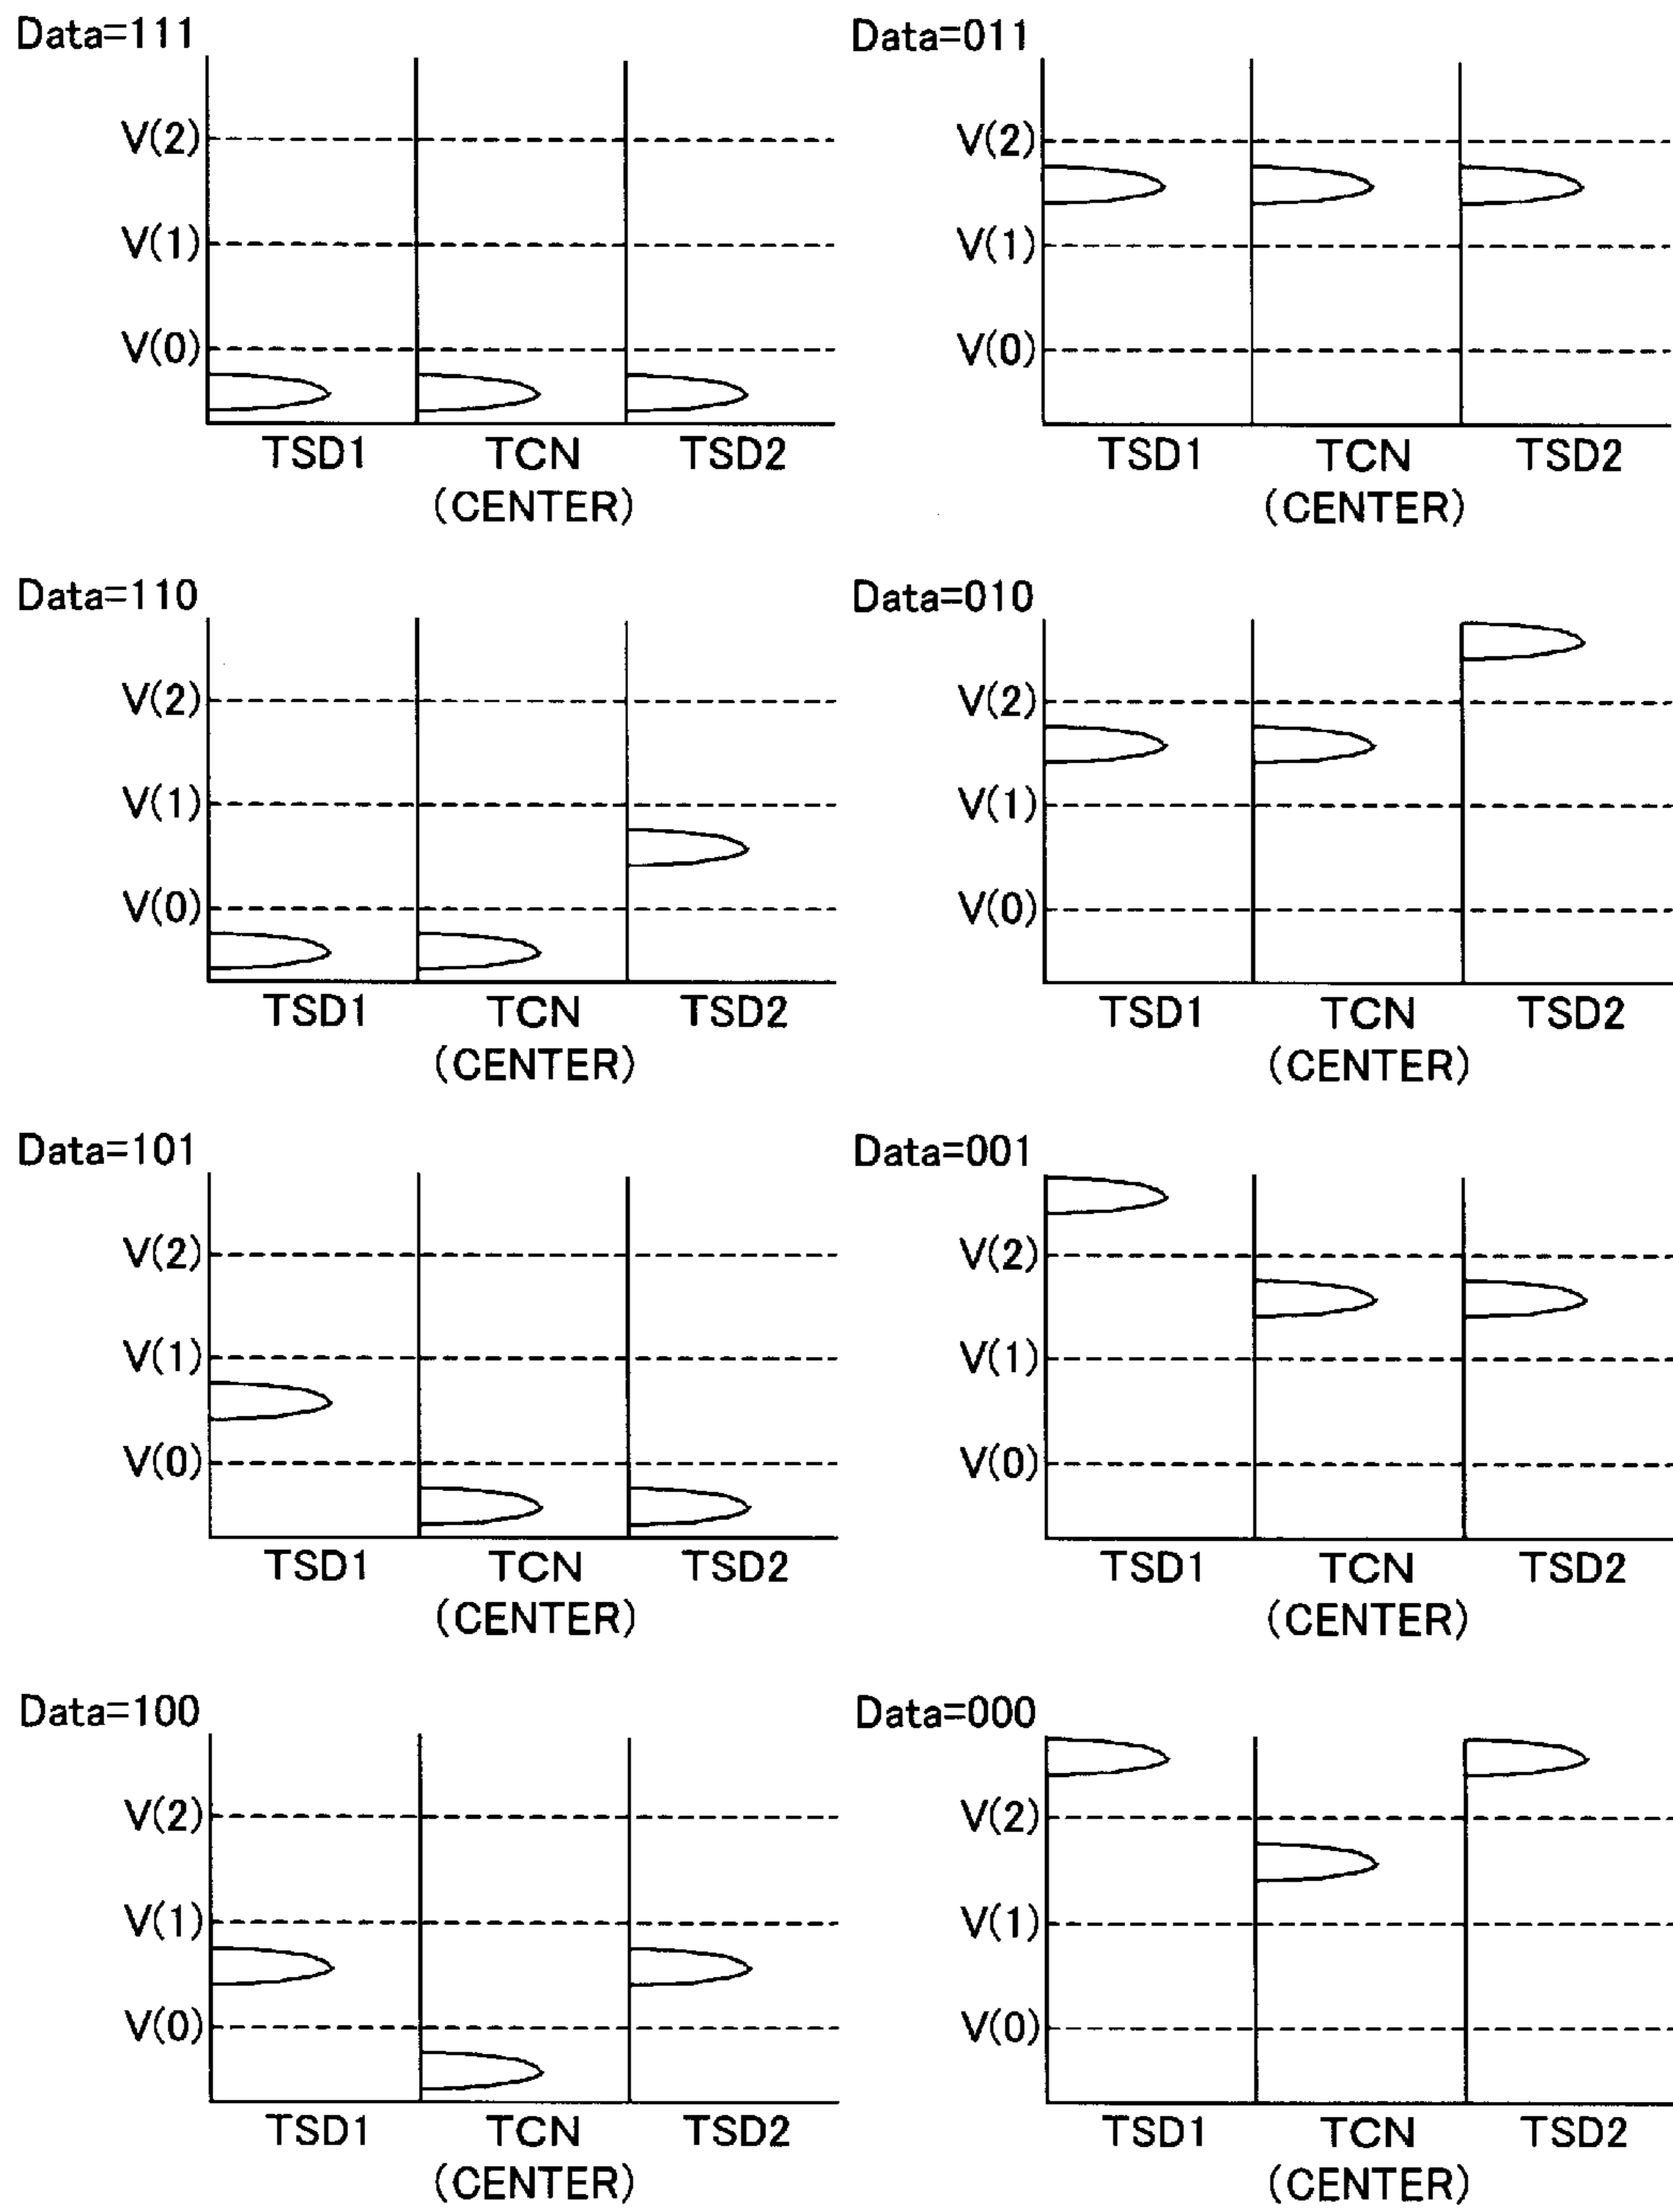 Data=111
V(2)
V(1)
V(0)
TSD1 TCN TSD2
(CENTER)
Data=011
V(2)
V(1)
V(0)
TSD1 TCN TSD2
(CENTER)
Data=110
V(2)
V(1)
V(0)
TSD1 TCN TSD2
(CENTER)
Data=010
V(2)
V(1)
V(0)
TSD1 TCN TSD2
(CENTER)
Data=101
V(2)
V(1)
V(0)
TSD1 TCN TSD2
(CENTER)
Data=001
V(2)
V(1)
V(0)
TSD1 TCN TSD2
(CENTER)
Data=100
V(2)
V(1)
V(0)
TSD1 TCN TSD2
(CENTER)
Data=000
V(2)
V(1)
V(0)
TSD1 TCN TSD2
(CENTER)